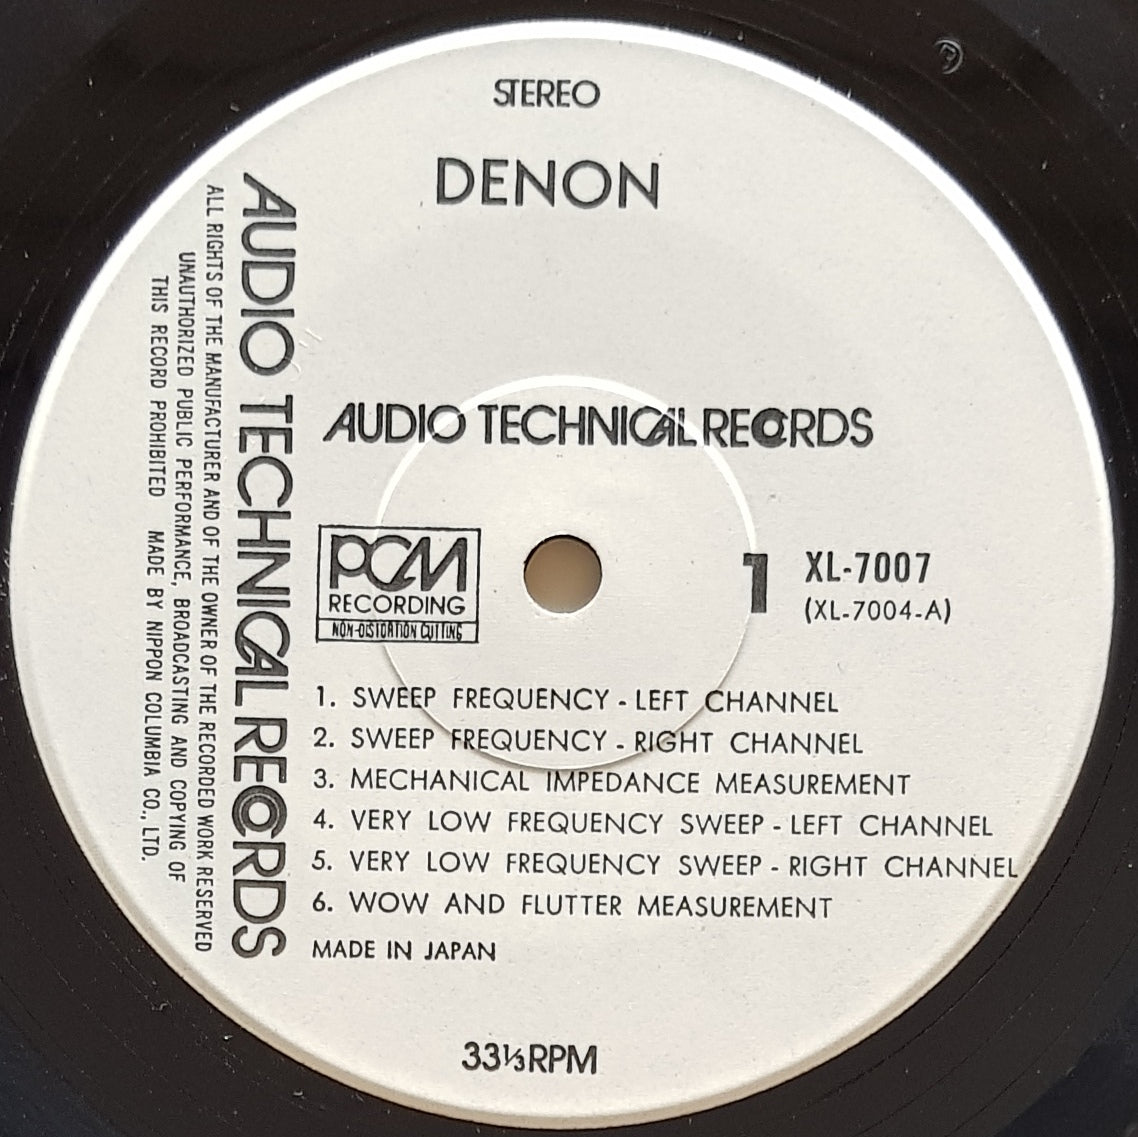 STEREO
DENON
AUDIO TECHNICAL RECORDS
PCM
RECORDING
NON-DISTORTION CUTTING
1
XL-7007
(XL-7004-A)
1. SWEEP FREQUENCY - LEFT CHANNEL
2. SWEEP FREQUENCY - RIGHT CHANNEL
3. MECHANICAL IMPEDANCE MEASUREMENT
4. VERY LOW FREQUENCY SWEEP - LEFT CHANNEL
5. VERY LOW FREQUENCY SWEEP - RIGHT CHANNEL
6. WOW AND FLUTTER MEASUREMENT
MADE IN JAPAN
33⅓RPM
AUDIO TECHNICAL RECORDS
ALL RIGHTS OF THE MANUFACTURER AND OF THE OWNER OF THE RECORDED WORK RESERVED
UNAUTHORIZED PUBLIC PERFORMANCE, BROADCASTING AND COPYING OF
THIS RECORD PROHIBITED MADE BY NIPPON COLUMBIA CO., LTD.